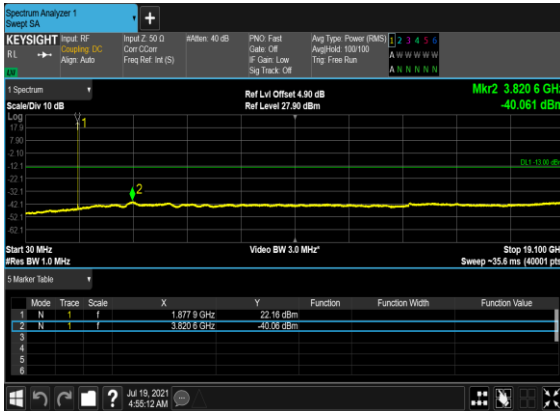 Spectrum Analyzer 1
Swept SA
+
KEYSIGHT
RL
Input: RF
Coupling: DC
Align: Auto
Input Z: 50 Ω
Corr CCorr
Freq Ref: Int (S)
#Atten: 40 dB
PNO: Fast
Gate: Off
IF Gain: Low
Sig Track: Off
Avg Type: Power (RMS)
Avg|Hold: 100/100
Trig: Free Run
1 2 3 4 5 6
A W W W W W
A N N N N N
1 Spectrum
Scale/Div 10 dB
Ref Lvl Offset 4.90 dB
Ref Level 27.90 dBm
Mkr2 3.820 6 GHz
-40.061 dBm
Log
17.9
7.90
-2.10
-12.1
-22.1
-32.1
-42.1
-52.1
-62.1
1
2
DL1 -13.00 dBm
Start 30 MHz
#Res BW 1.0 MHz
Video BW 3.0 MHz*
Stop 19.100 GHz
Sweep ~35.6 ms (40001 pts)
5 Marker Table
Mode Trace Scale X Y Function Function Width Function Value
1 N 1 f 1.877 9 GHz 22.16 dBm
2 N 1 f 3.820 6 GHz -40.06 dBm
3
4
5
6
?
Jul 19, 2021
4:55:12 AM